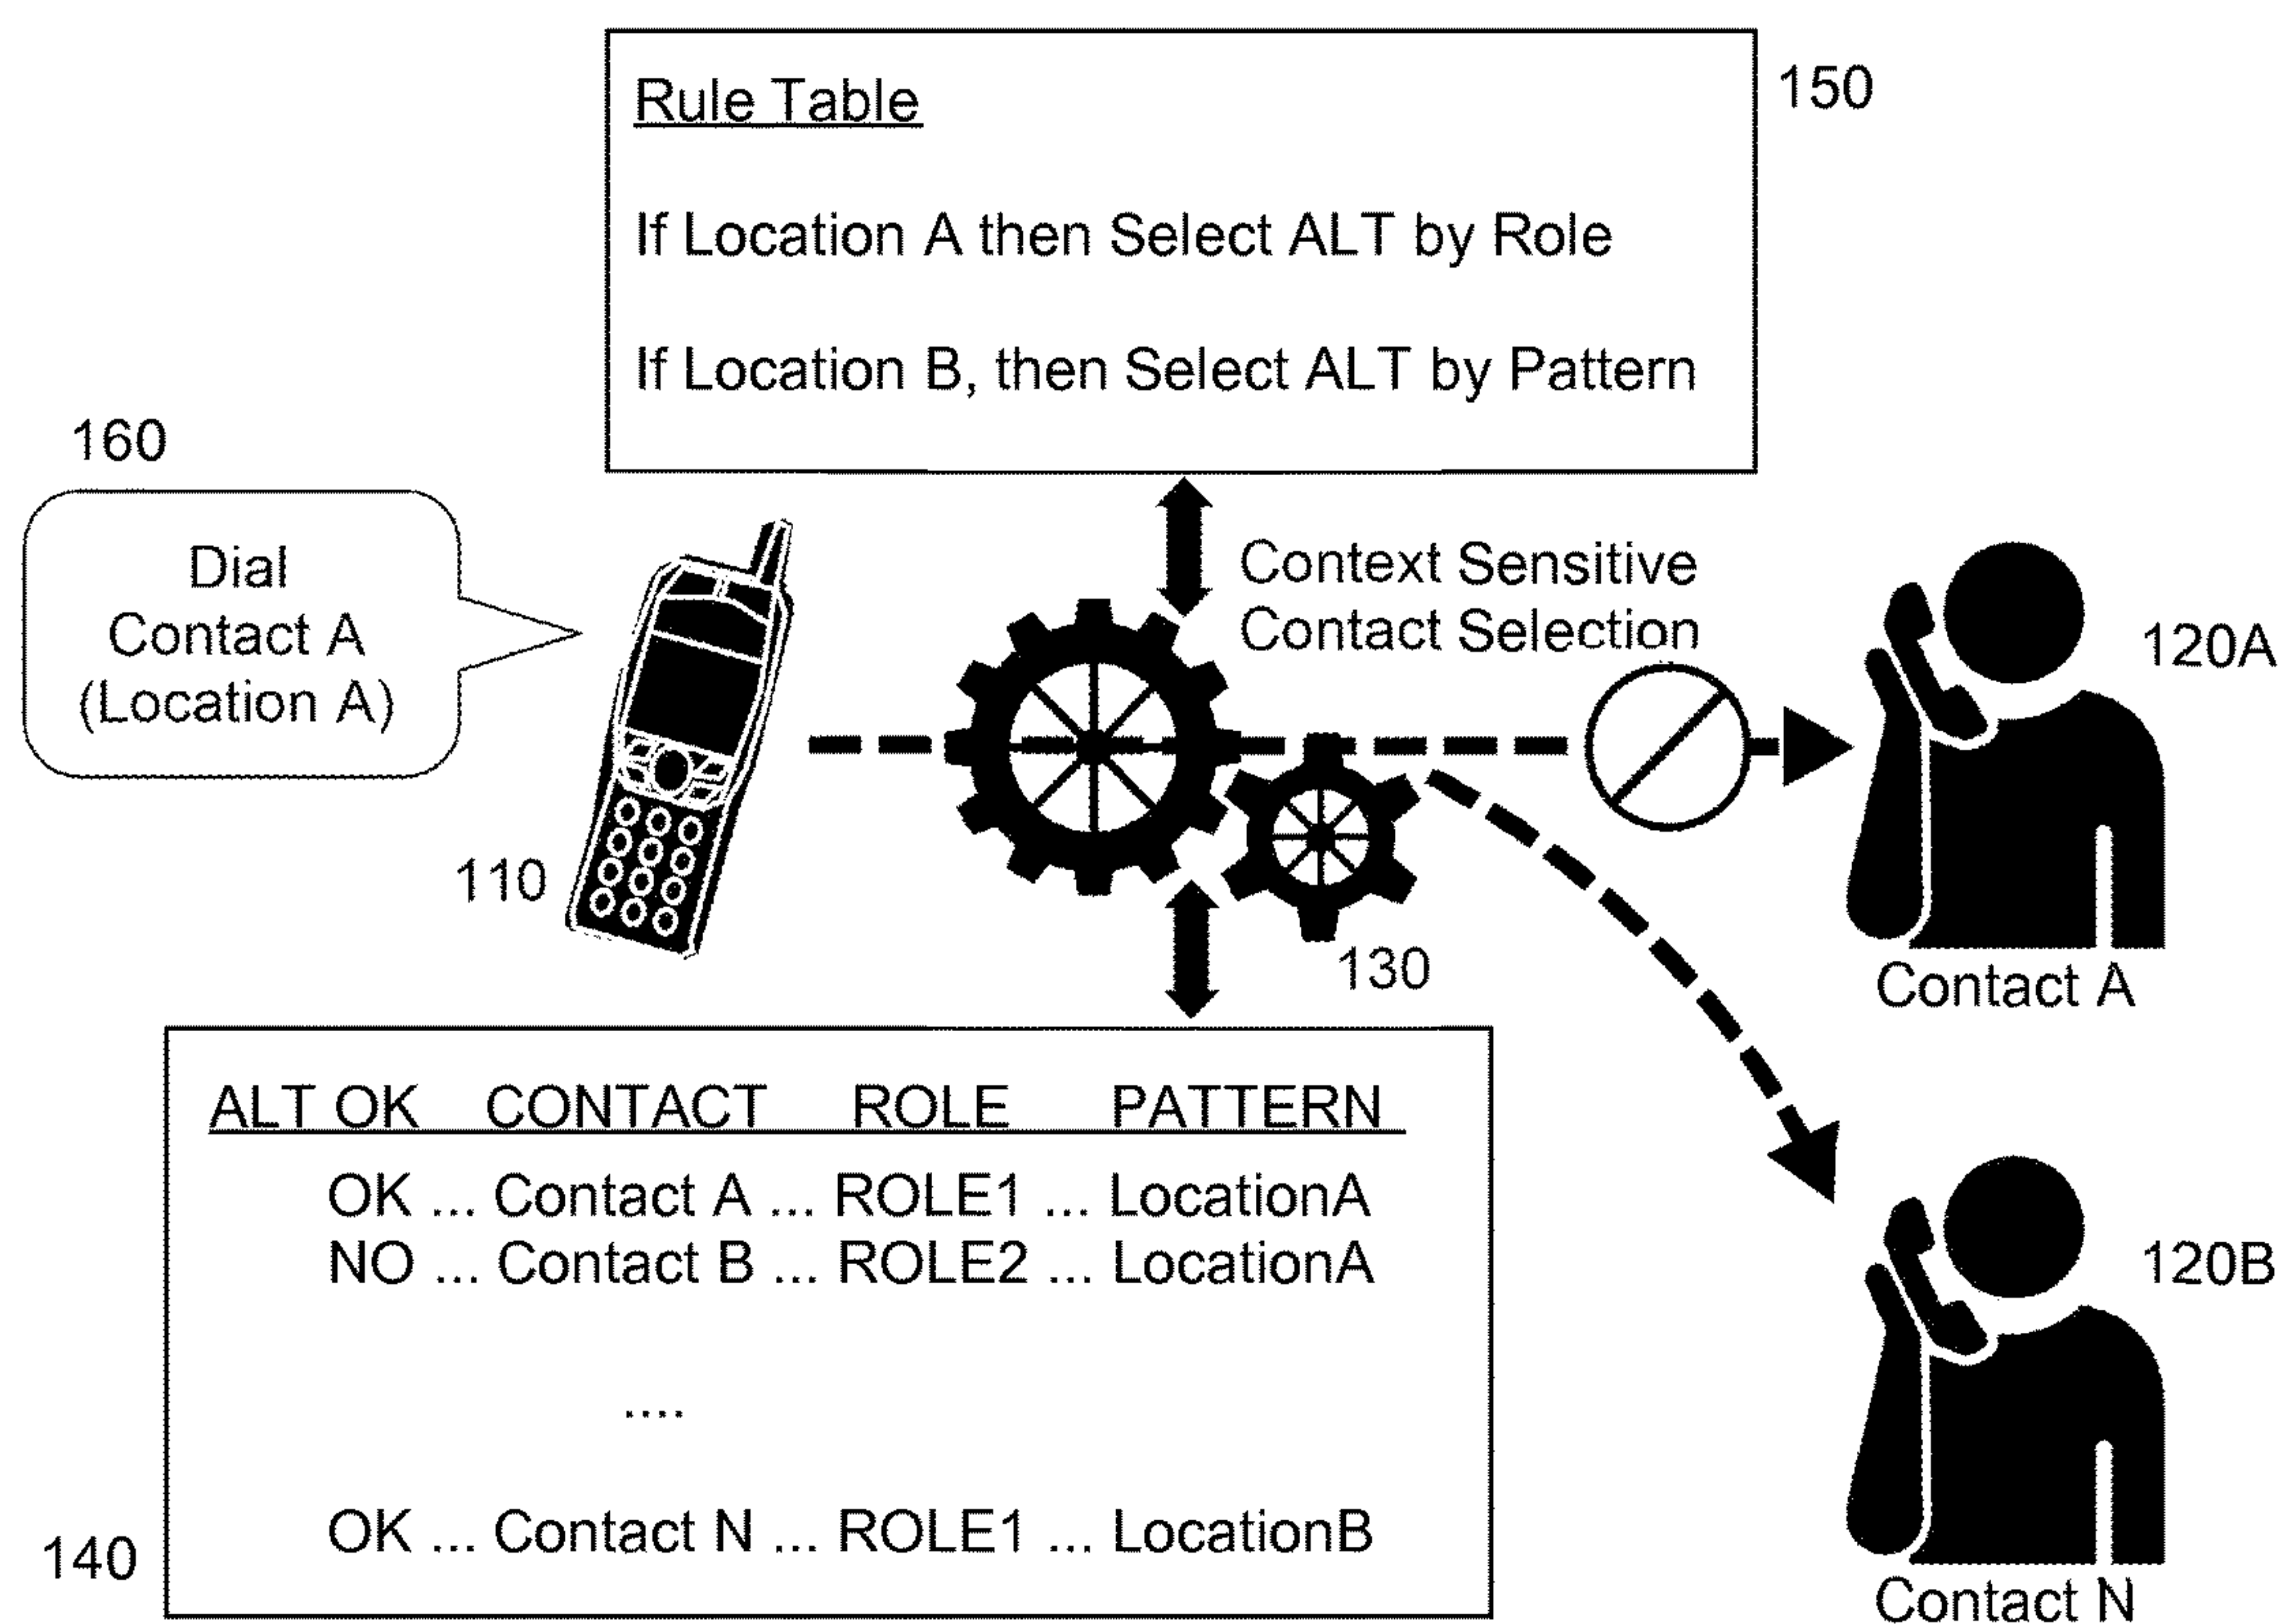 Rule Table
150
If Location A then Select ALT by Role
If Location B, then Select ALT by Pattern
160
Dial
Contact A
(Location A)
110
Context Sensitive
Contact Selection
130
120A
Contact A
ALT OK CONTACT ROLE PATTERN
OK ... Contact A ... ROLE1 ... LocationA
NO ... Contact B ... ROLE2 ... LocationA
....
OK ... Contact N ... ROLE1 ... LocationB
140
120B
Contact N